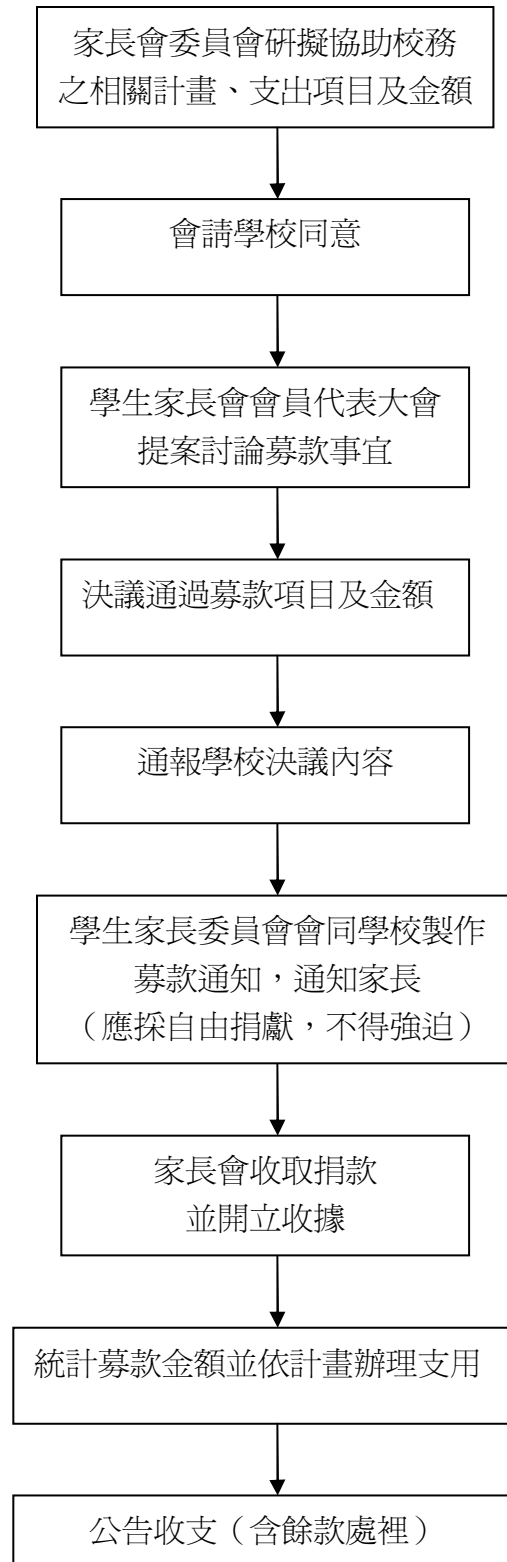 家長會委員會研擬協助校務
之相關計畫、支出項目及金額
會請學校同意
學生家長會會員代表大會
提案討論募款事宜
決議通過募款項目及金額
通報學校決議內容
學生家長委員會會同學校製作
募款通知，通知家長
（應採自由捐獻，不得強迫）
家長會收取捐款
並開立收據
統計募款金額並依計畫辦理支用
公告收支（含餘款處裡）